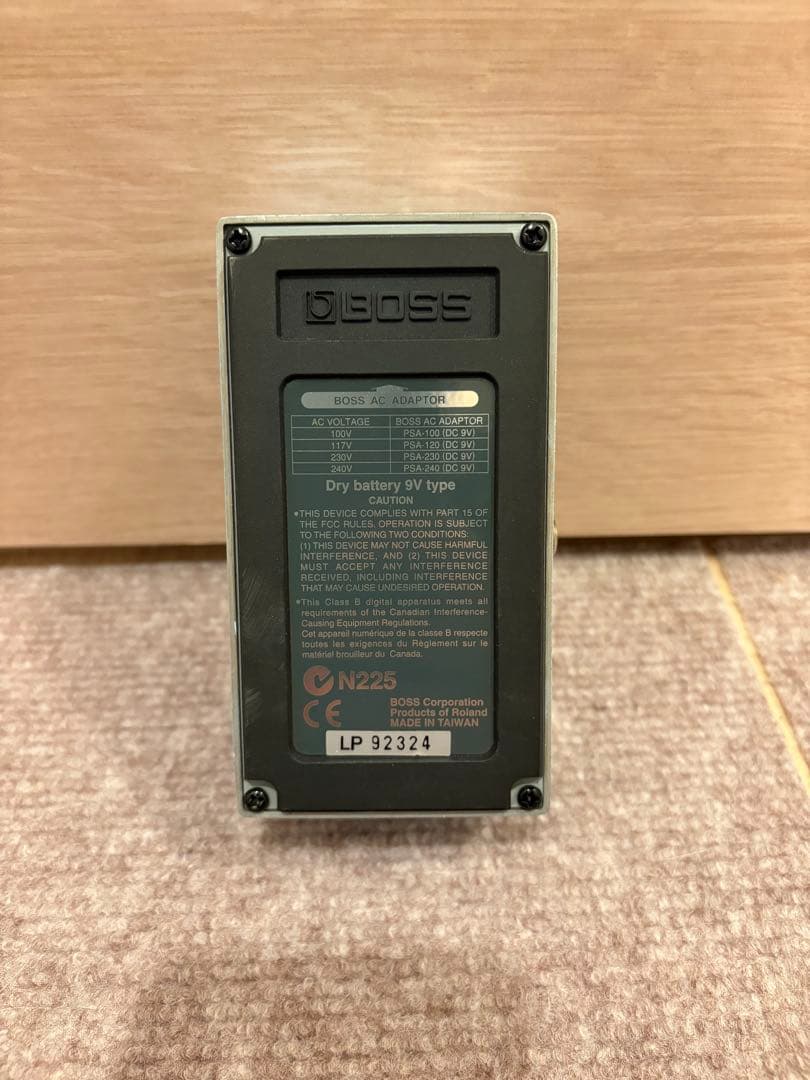 BOSS
BOSS AC ADAPTOR
AC VOLTAGE BOSS AC ADAPTOR
100V PSA-100 (DC 9V)
117V PSA-120 (DC 9V)
230V PSA-230 (DC 9V)
240V PSA-240 (DC 9V)
Dry battery 9V type
CAUTION
•THIS DEVICE COMPLIES WITH PART 15 OF
THE FCC RULES. OPERATION IS SUBJECT
TO THE FOLLOWING TWO CONDITIONS:
(1) THIS DEVICE MAY NOT CAUSE HARMFUL
INTERFERENCE, AND (2) THIS DEVICE
MUST ACCEPT ANY INTERFERENCE
RECEIVED, INCLUDING INTERFERENCE
THAT MAY CAUSE UNDESIRED OPERATION.
•This Class B digital apparatus meets all
requirements of the Canadian Interference-
Causing Equipment Regulations.
Cet appareil numérique de la classe B respecte
toutes les exigences du Règlement sur le
matériel brouilleur du Canada.
N225
CE
BOSS Corporation
Products of Roland
MADE IN TAIWAN
LP 92324